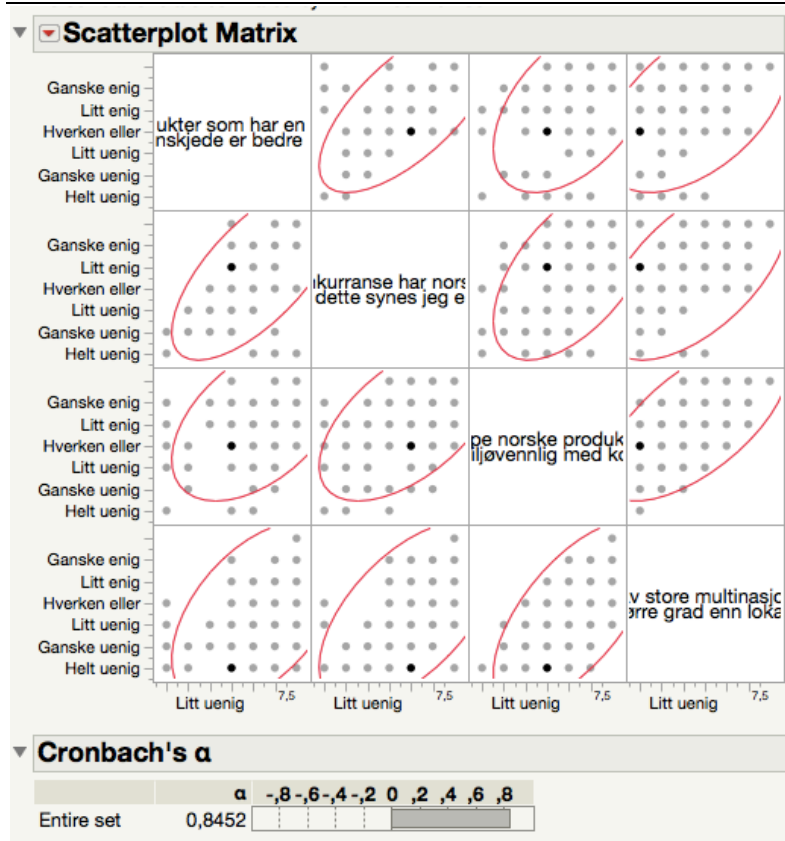 Scatterplot Matrix
Ganske enig
Litt enig
Hverken eller
Litt uenig
Ganske uenig
Helt uenig
ukter som har en
nskjede er bedre
Ganske enig
Litt enig
Hverken eller
Litt uenig
Ganske uenig
Helt uenig
kurranse har nors
dette synes jeg e
Ganske enig
Litt enig
Hverken eller
Litt uenig
Ganske uenig
Helt uenig
pe norske produk
iljøvennlig med ko
Ganske enig
Litt enig
Hverken eller
Litt uenig
Ganske uenig
Helt uenig
v store multinasjo
ørre grad enn loka
7,5 7,5 7,5 7,5
Litt uenig Litt uenig Litt uenig Litt uenig
Cronbach's α
α -,8 -,6 -,4 -,2 0 ,2 ,4 ,6 ,8
Entire set 0,8452